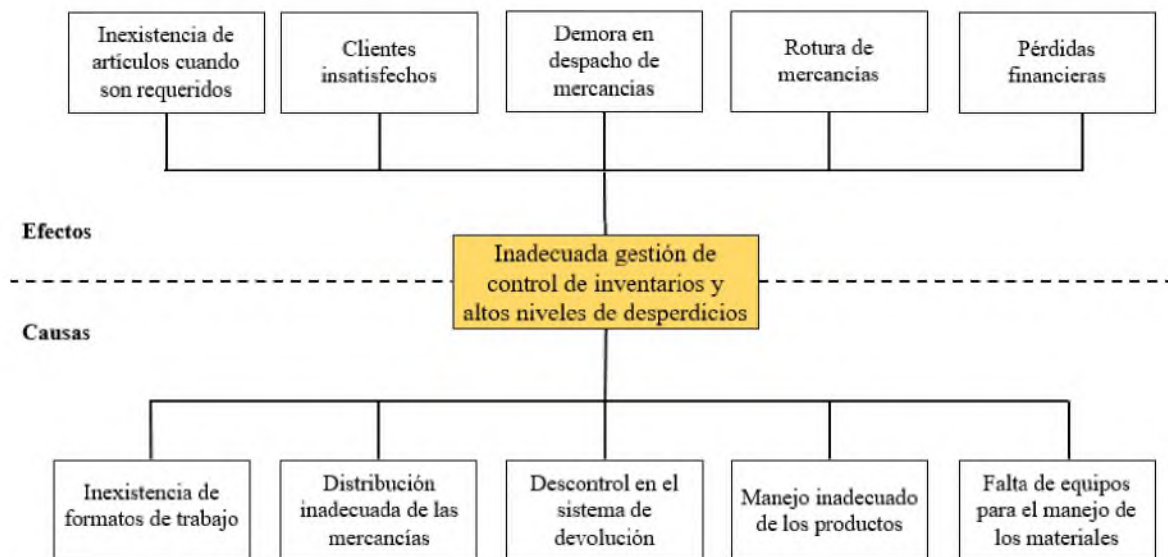 Inexistencia de
artículos cuando
son requeridos
Clientes
insatisfechos
Demora en
despacho de
mercancías
Rotura de
mercancías
Pérdidas
financieras
Efectos
Inadecuada gestión de
control de inventarios y
altos niveles de desperdicios
Causas
Inexistencia de
formatos de trabajo
Distribución
inadecuada de las
mercancías
Descontrol en el
sistema de
devolución
Manejo inadecuado
de los productos
Falta de equipos
para el manejo de
los materiales